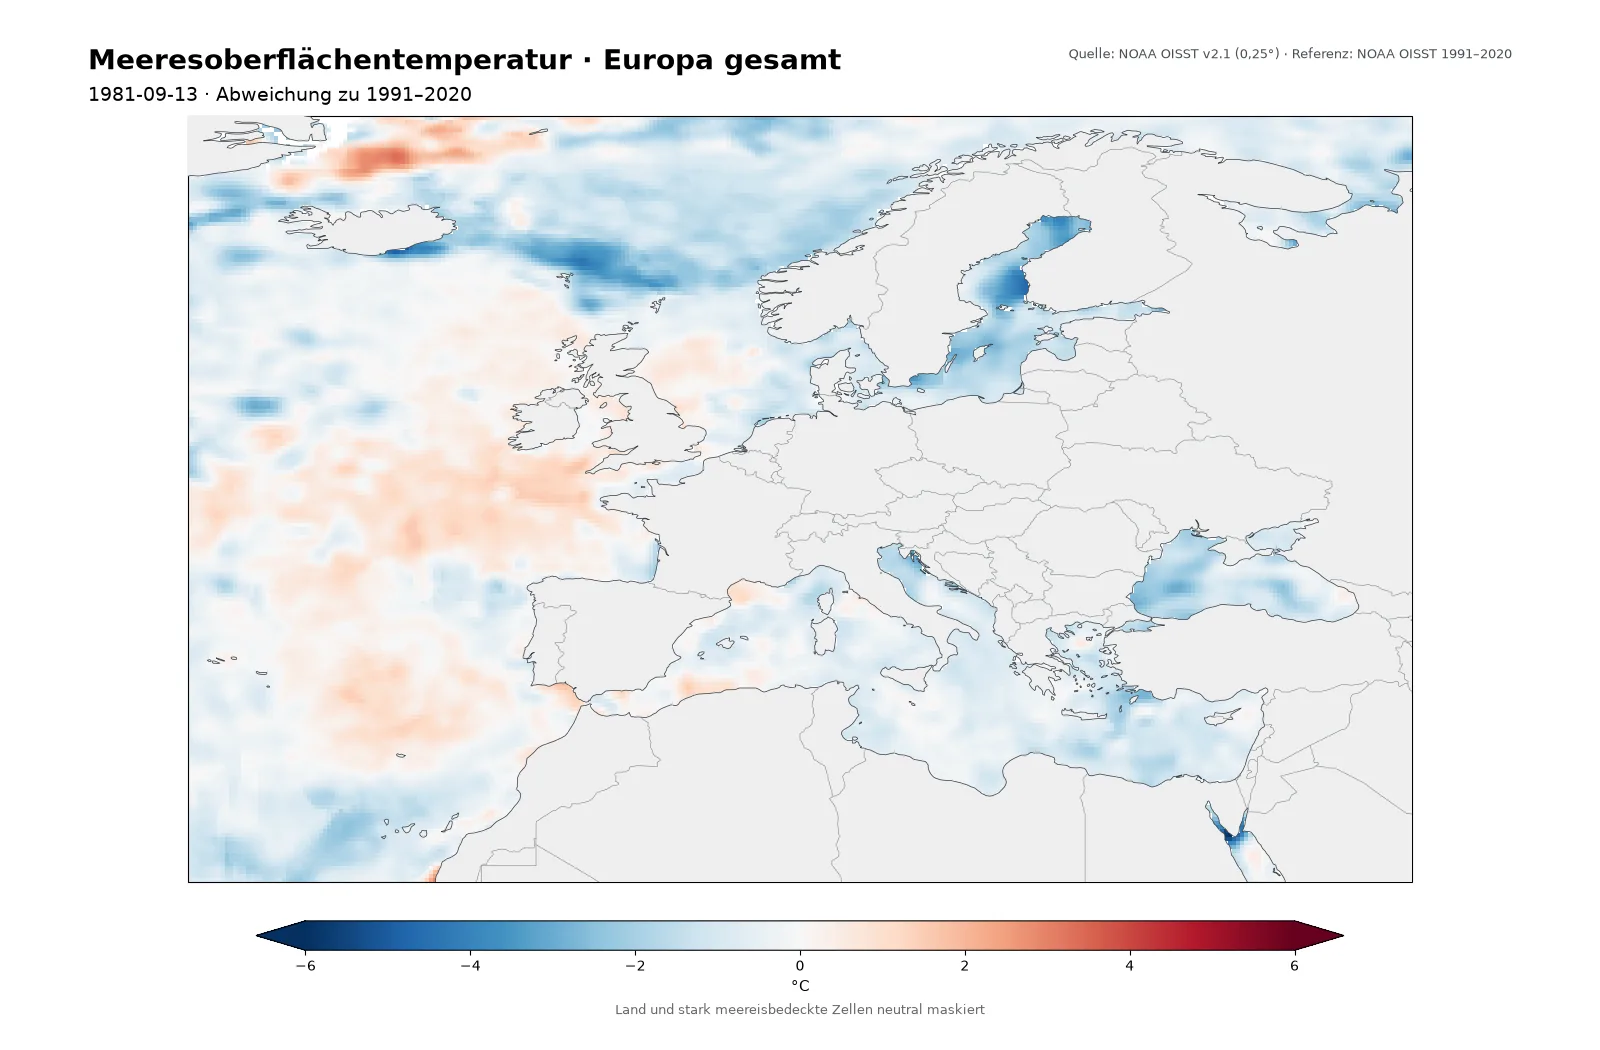 Meeresoberflächentemperatur · Europa gesamt
Quelle: NOAA OISST v2.1 (0,25°) · Referenz: NOAA OISST 1991–2020
1981-09-13 · Abweichung zu 1991–2020
−6 −4 −2 0 2 4 6
°C
Land und stark meereisbedeckte Zellen neutral maskiert